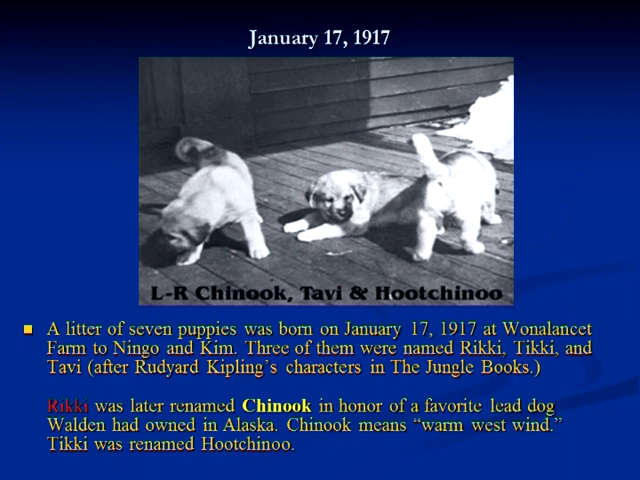 January 17, 1917
L-R Chinook, Tavi & Hootchinoo
A litter of seven puppies was born on January 17, 1917 at Wonalancet
Farm to Ningo and Kim. Three of them were named Rikki, Tikki, and
Tavi (after Rudyard Kipling's characters in The Jungle Books.)
Rikki was later renamed Chinook in honor of a favorite lead dog
Walden had owned in Alaska. Chinook means “warm west wind.”
Tikki was renamed Hootchinoo.